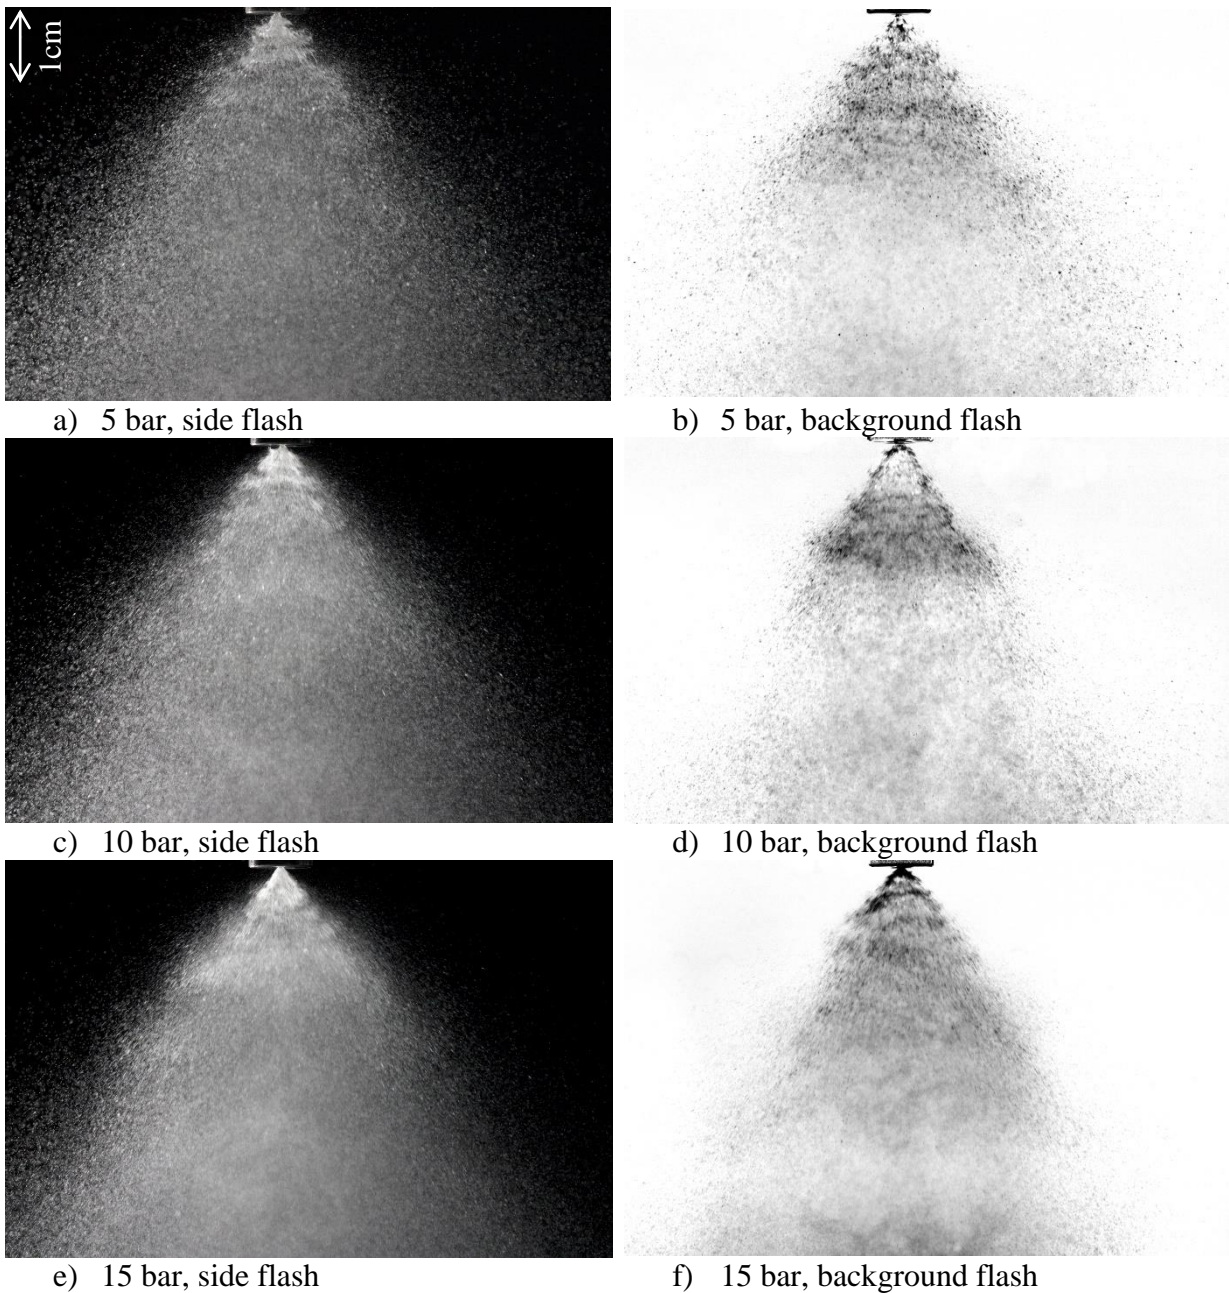 1cm
a) 5 bar, side flash
b) 5 bar, background flash
c) 10 bar, side flash
d) 10 bar, background flash
e) 15 bar, side flash
f) 15 bar, background flash